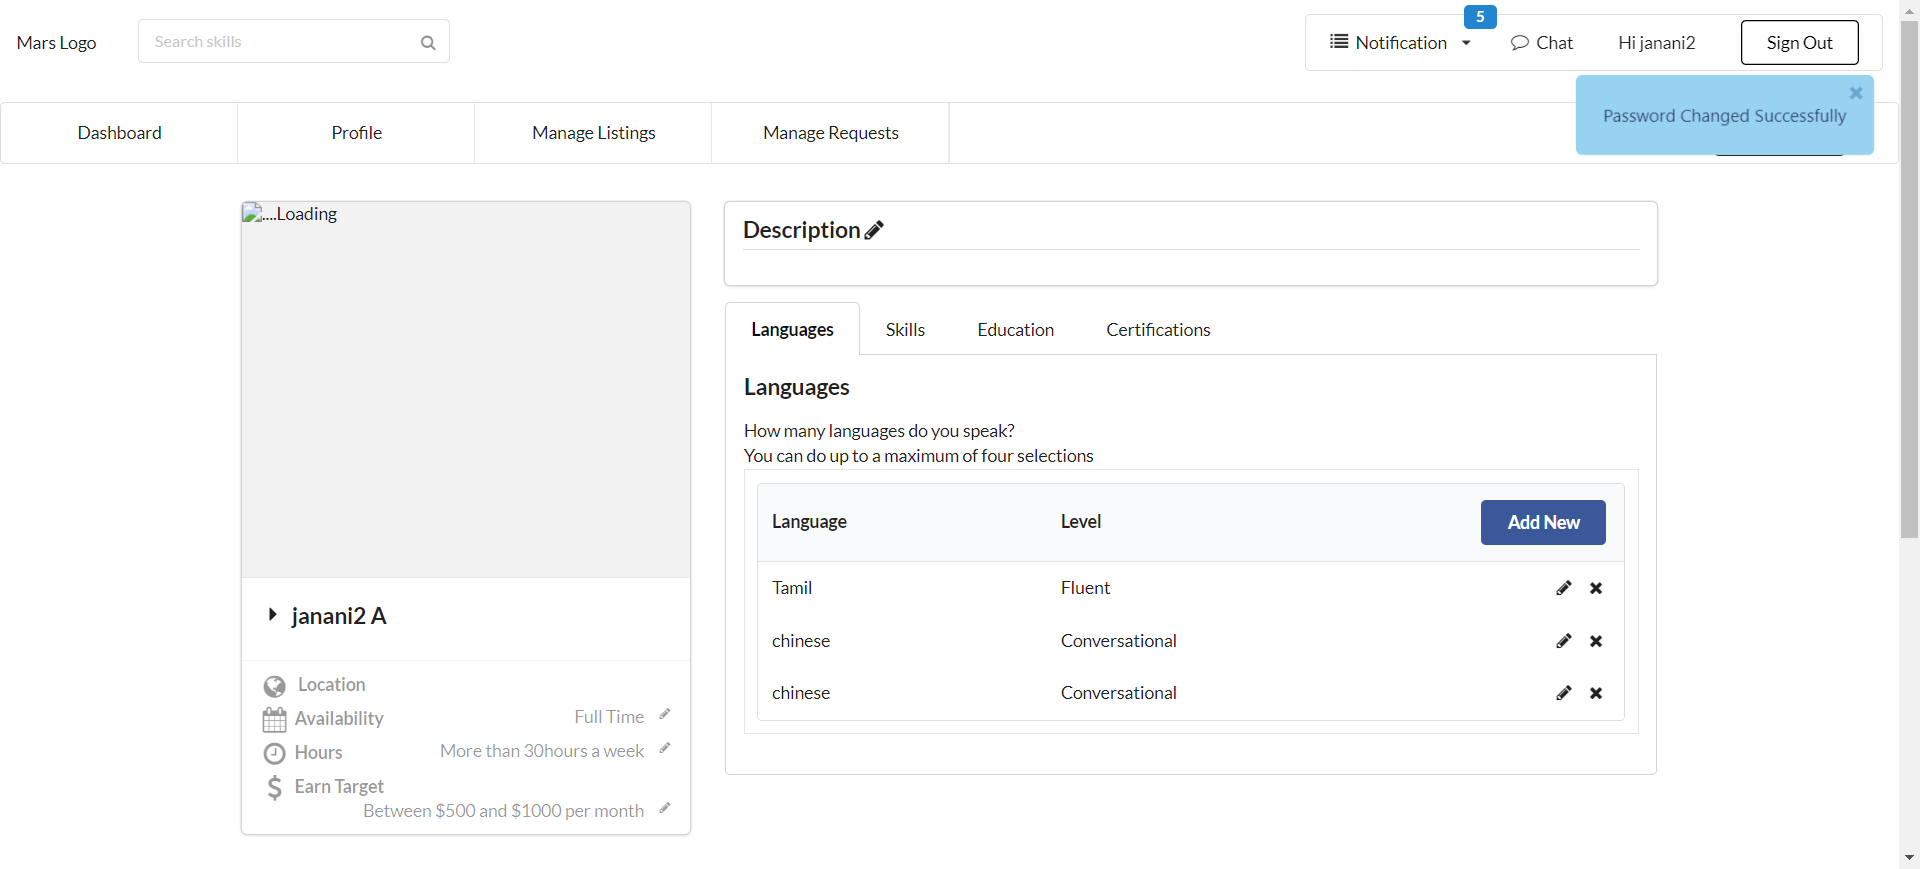 Mars Logo
Search skills
5
Notification
Chat
Hi janani2
Sign Out
Password Changed Successfully
Dashboard
Profile
Manage Listings
Manage Requests
....Loading
janani2 A
Location
Availability
Full Time
Hours
More than 30hours a week
Earn Target
Between $500 and $1000 per month
Description
Languages
Skills
Education
Certifications
Languages
How many languages do you speak?
You can do up to a maximum of four selections
Language Level Add New
Tamil Fluent
chinese Conversational
chinese Conversational